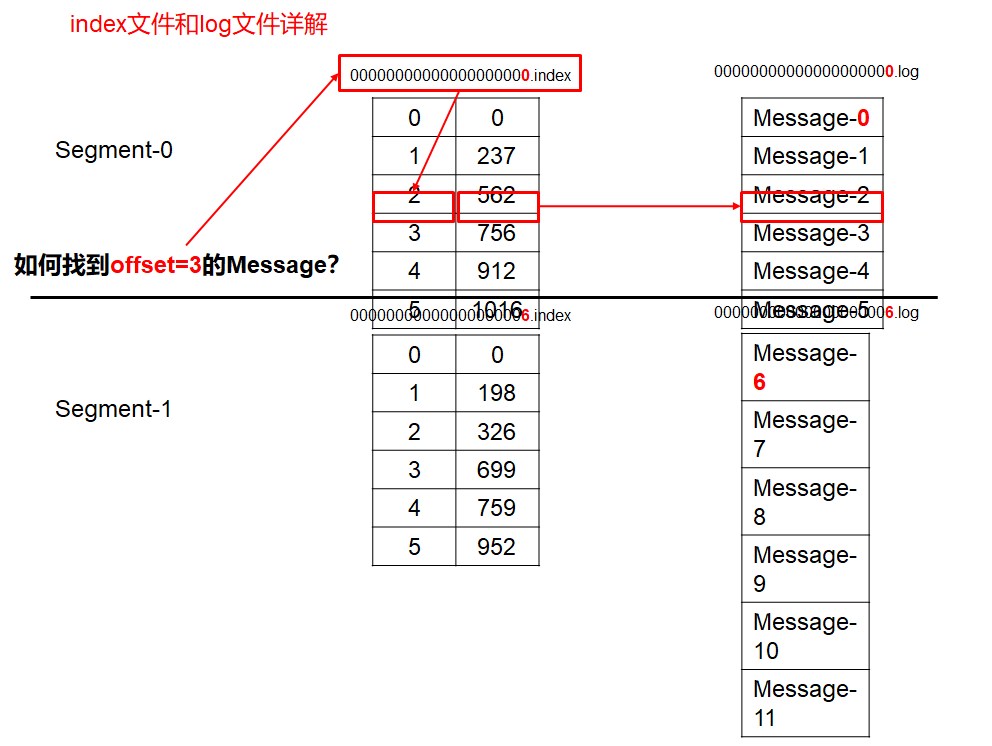 index文件和log文件详解
00000000000000000000.index
00000000000000000000.log
Segment-0
0 0
1 237
2 562
3 756
4 912
5 1016
Message-0
Message-1
Message-2
Message-3
Message-4
Message-5
如何找到offset=3的Message？
00000000000000000006.index
00000000000000000006.log
Segment-1
0 0
1 198
2 326
3 699
4 759
5 952
Message-
6
Message-
7
Message-
8
Message-
9
Message-
10
Message-
11